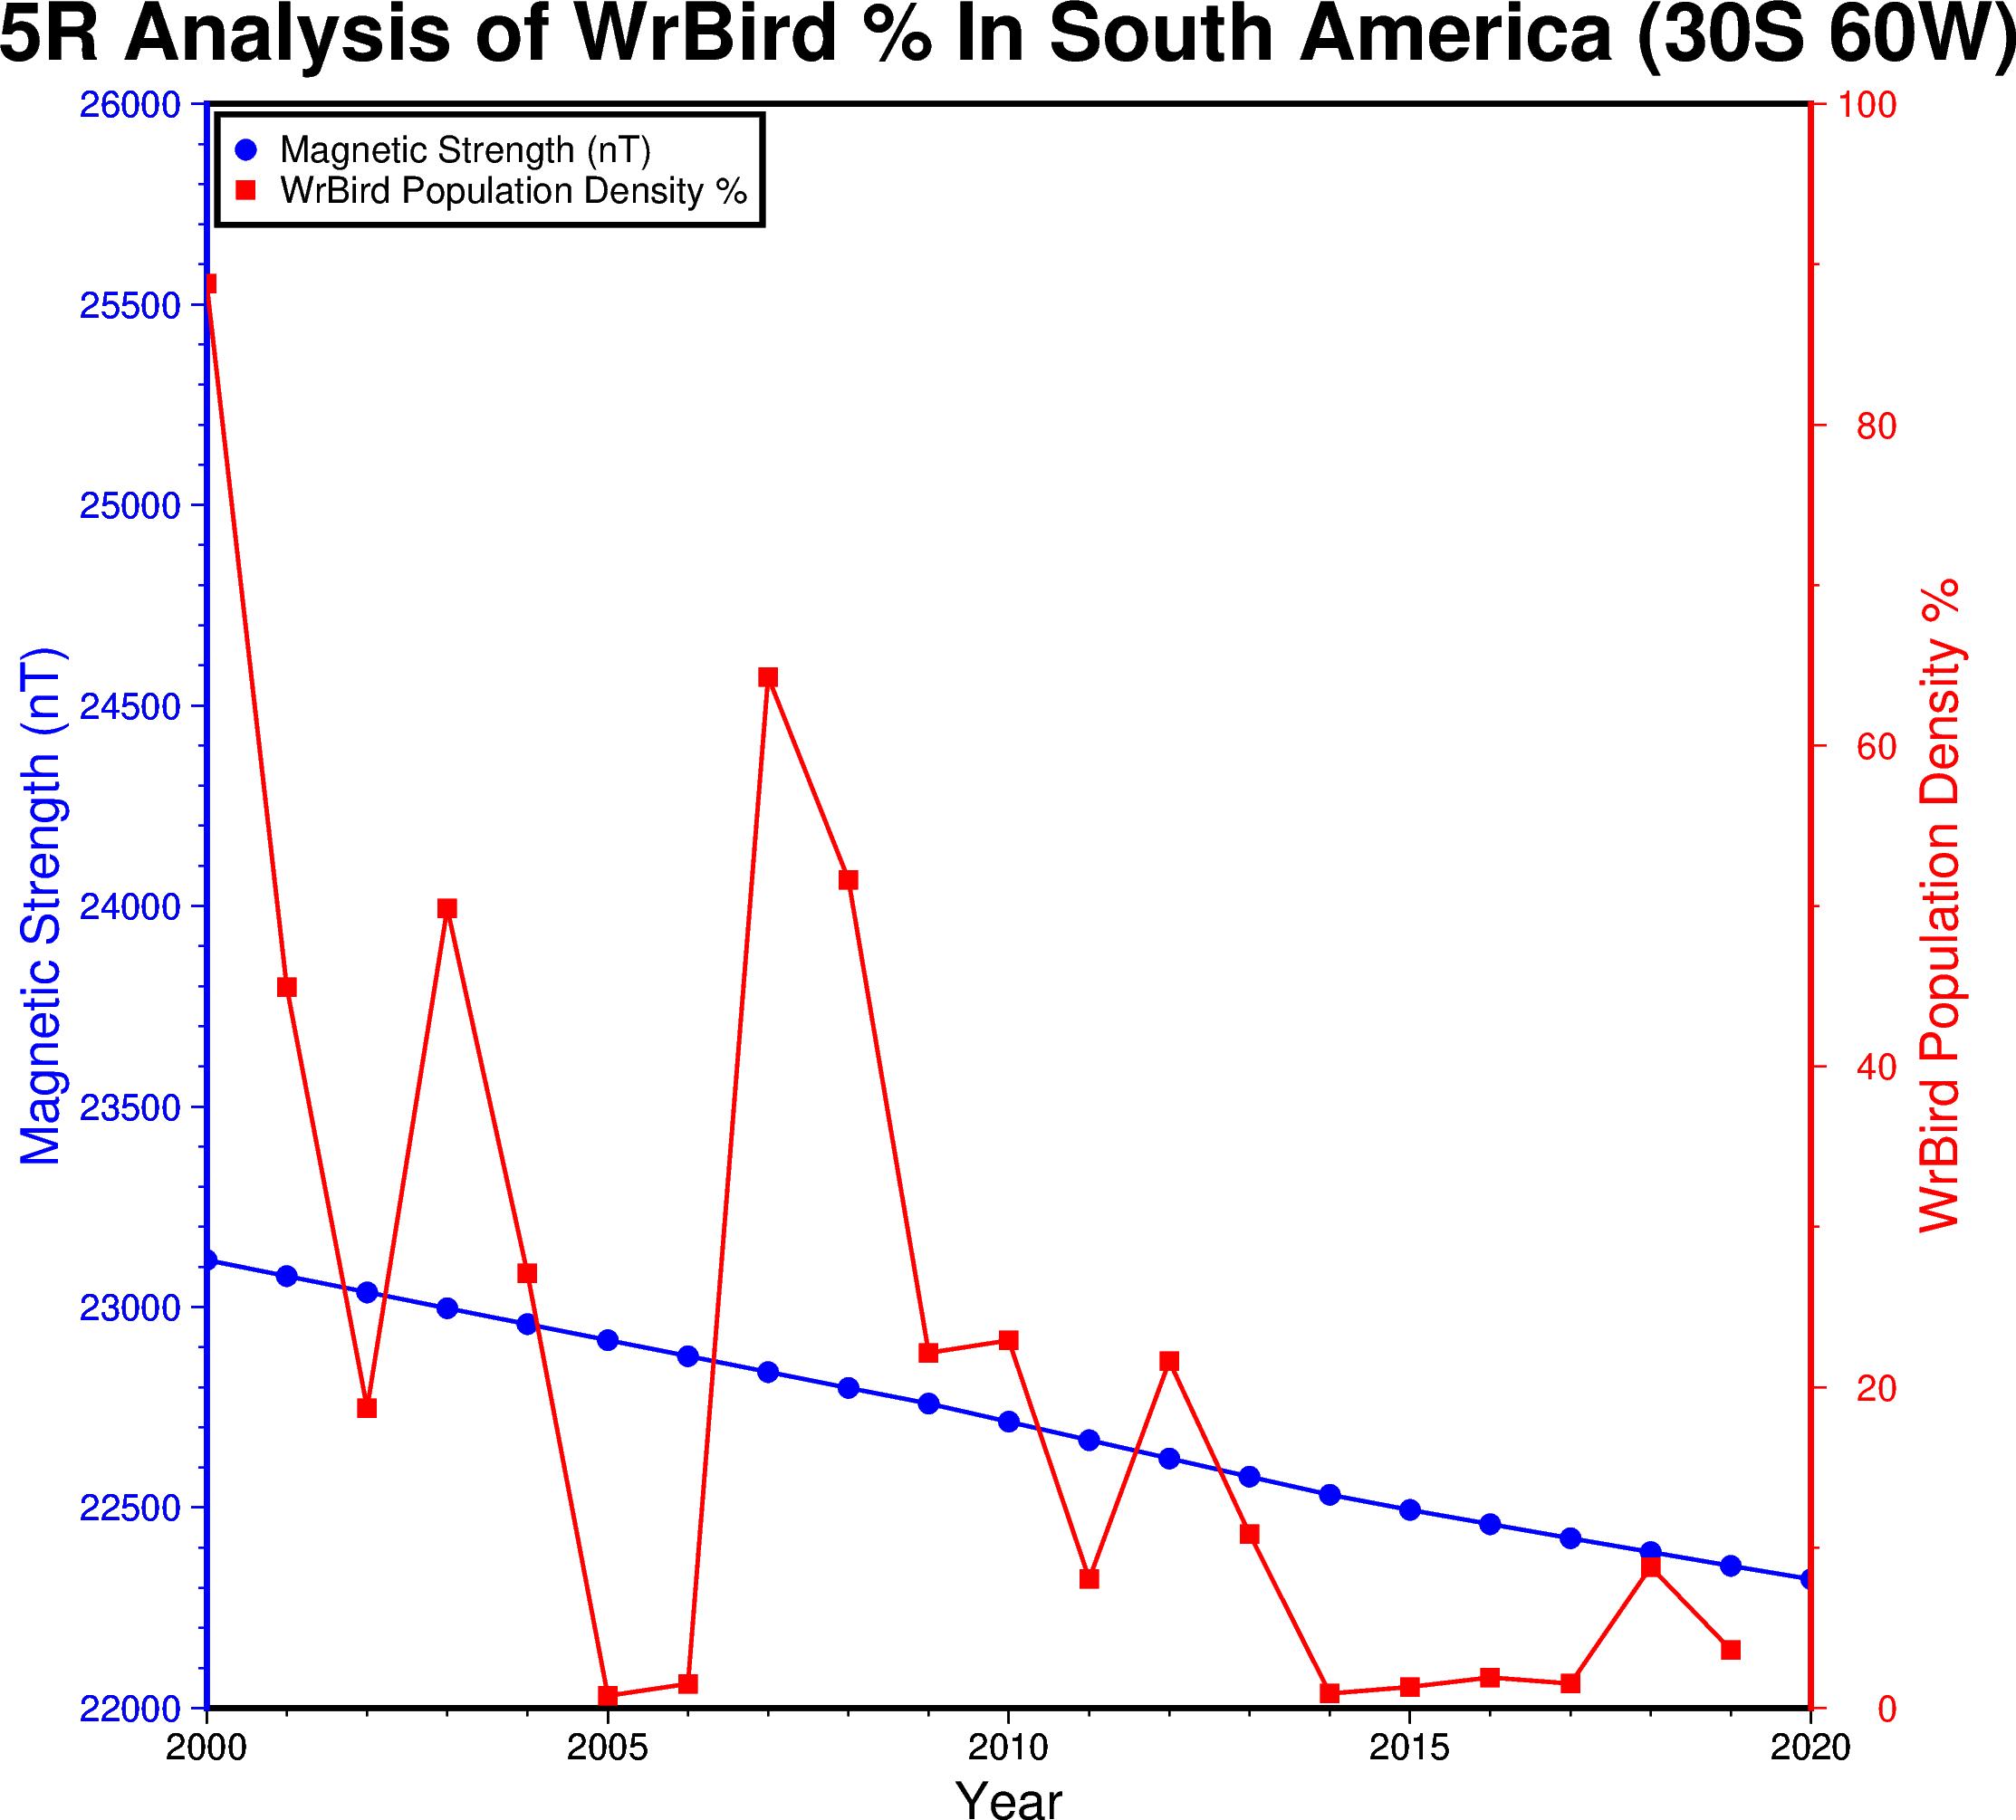 5R Analysis of WrBird % In South America (30S 60W)
Magnetic Strength (nT)
WrBird Population Density %
26000
25500
25000
24500
24000
23500
23000
22500
22000
Magnetic Strength (nT)
100
80
60
40
20
0
WrBird Population Density %
2000 2005 2010 2015 2020
Year